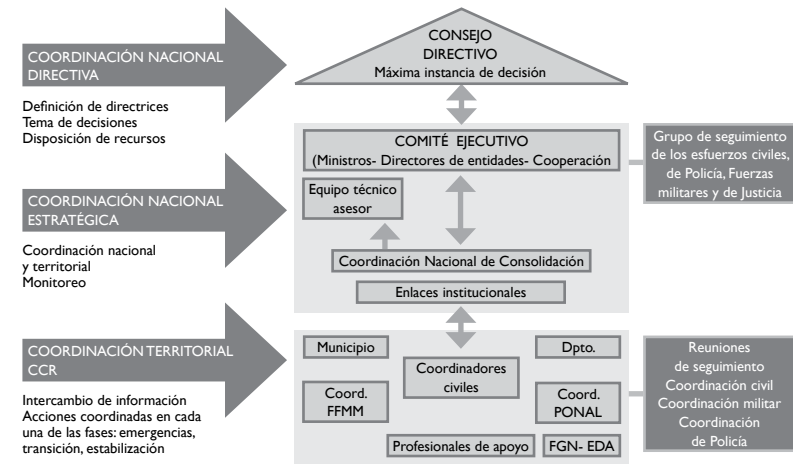 COORDINACIÓN NACIONAL
DIRECTIVA
Definición de directrices
Tema de decisiones
Disposición de recursos
CONSEJO
DIRECTIVO
Máxima instancia de decisión
COORDINACIÓN NACIONAL
ESTRATÉGICA
Coordinación nacional
y territorial
Monitoreo
COMITÉ EJECUTIVO
(Ministros- Directores de entidades- Cooperación
Equipo técnico
asesor
Coordinación Nacional de Consolidación
Enlaces institucionales
Grupo de seguimiento
de los esfuerzos civiles,
de Policía, Fuerzas
militares y de Justicia
COORDINACIÓN TERRITORIAL
CCR
Intercambio de información
Acciones coordinadas en cada
una de las fases: emergencias,
transición, estabilización
Municipio
Dpto.
Coordinadores
civiles
Coord.
FFMM
Coord.
PONAL
Profesionales de apoyo
FGN- EDA
Reuniones
de seguimiento
Coordinación civil
Coordinación militar
Coordinación
de Policía